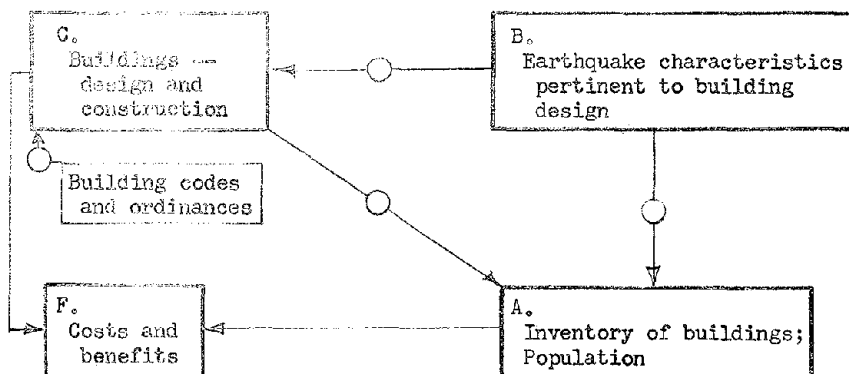 C.
Buildings --
design and
construction
B.
Earthquake characteristics
pertinent to building
design
Building codes
and ordinances
F.
Costs and
benefits
A.
Inventory of buildings;
Population